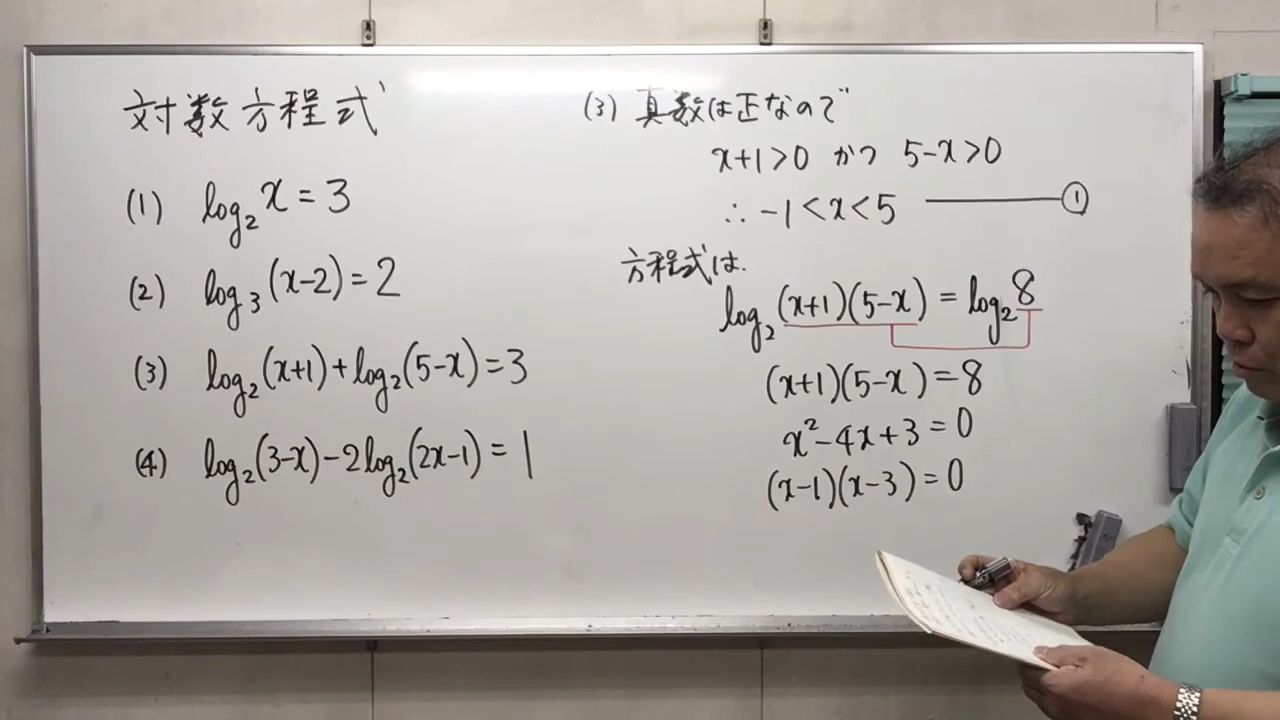 対数方程式
(1) log₂x=3
(2) log₃(x-2)=2
(3) log₂(x+1)+log₂(5-x)=3
(4) log₂(3-x)-2log₂(2x-1)=1
(3) 真数は正なので
x+1>0 かつ 5-x>0
∴ -1<x<5 ①
方程式は.
log₂(x+1)(5-x)=log₂8
(x+1)(5-x)=8
x²-4x+3=0
(x-1)(x-3)=0